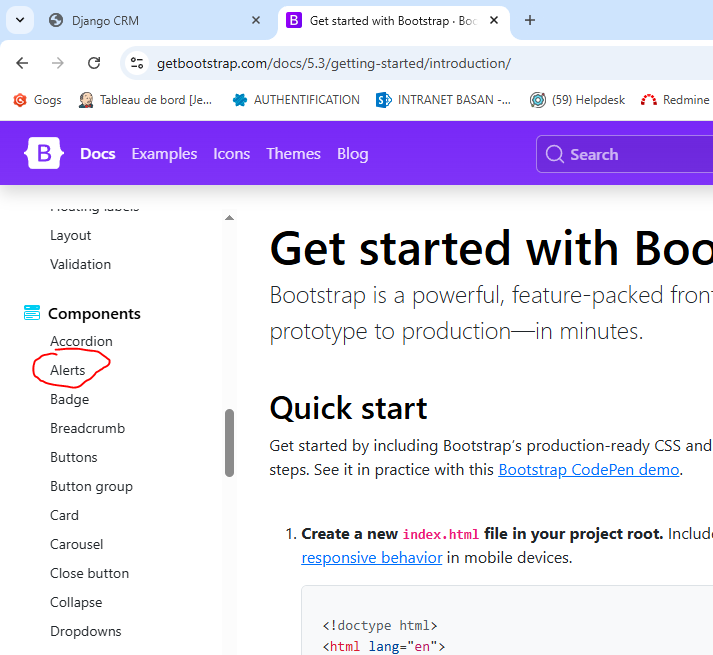 Django CRM
Get started with Bootstrap · Boo
getbootstrap.com/docs/5.3/getting-started/introduction/
Gogs
Tableau de bord [Je...
AUTHENTIFICATION
INTRANET BASAN -...
(59) Helpdesk
Redmine
B
Docs
Examples
Icons
Themes
Blog
Search
Floating labels
Layout
Validation
Components
Accordion
Alerts
Badge
Breadcrumb
Buttons
Button group
Card
Carousel
Close button
Collapse
Dropdowns
Get started with Boo
Bootstrap is a powerful, feature-packed front
prototype to production—in minutes.
Quick start
Get started by including Bootstrap’s production-ready CSS and
steps. See it in practice with this Bootstrap CodePen demo.
1. Create a new index.html file in your project root. Include
responsive behavior in mobile devices.
<!doctype html>
<html lang="en">